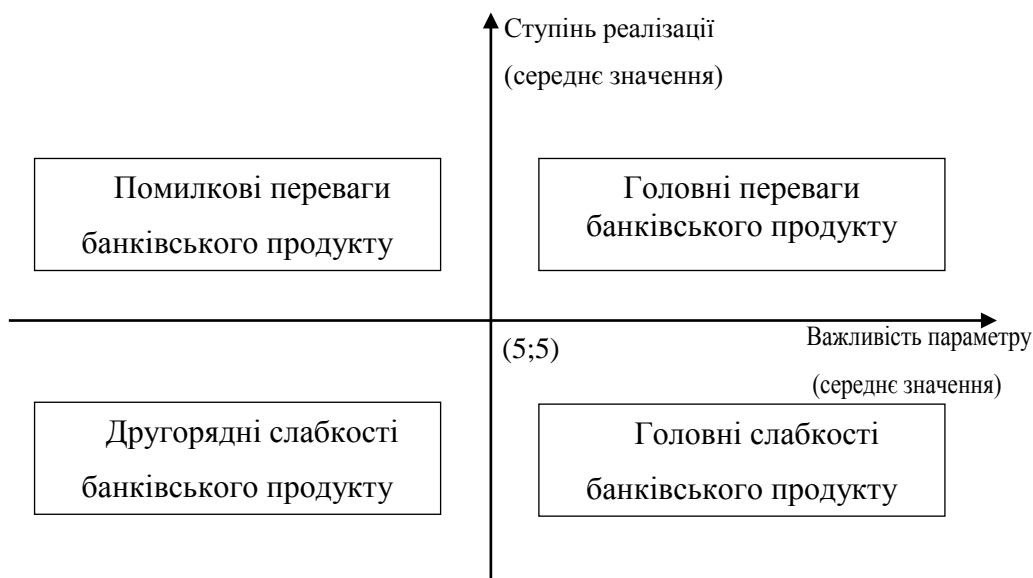 Ступінь реалізації
(середнє значення)
Помилкові переваги
банківського продукту
Головні переваги
банківського продукту
(5;5)
Важливість параметру
(середнє значення)
Другорядні слабкості
банківського продукту
Головні слабкості
банківського продукту